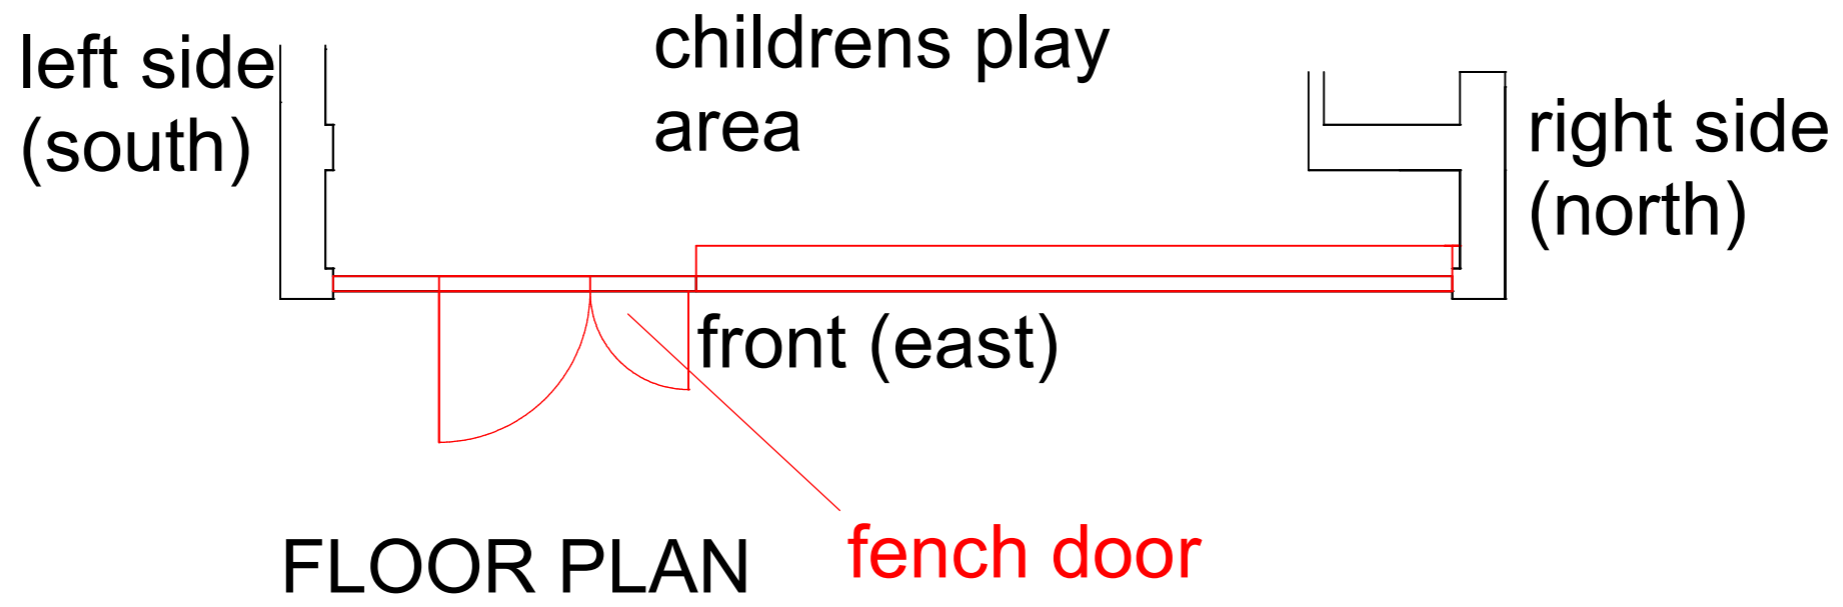 left side
(south)
childrens play
area
right side
(north)
front (east)
FLOOR PLAN
fench door